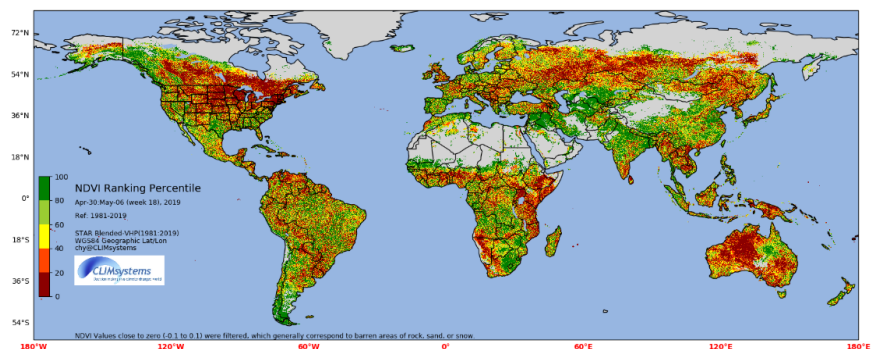 72°N
54°N
36°N
18°N
0°
18°S
36°S
54°S
100
80
60
40
20
0
NDVI Ranking Percentile
Apr-30:May-06 (week 18), 2019
Ref: 1981-2019
STAR Blended-VHP(1981:2019)
WGS84 Geographic Lat/Lon
chy@CLIMsystems
CLIMsystems
NDVI Values close to zero (-0.1 to 0.1) were filtered, which generally correspond to barren areas of rock, sand, or snow.
180°W
120°W
60°W
0°
60°E
120°E
180°E